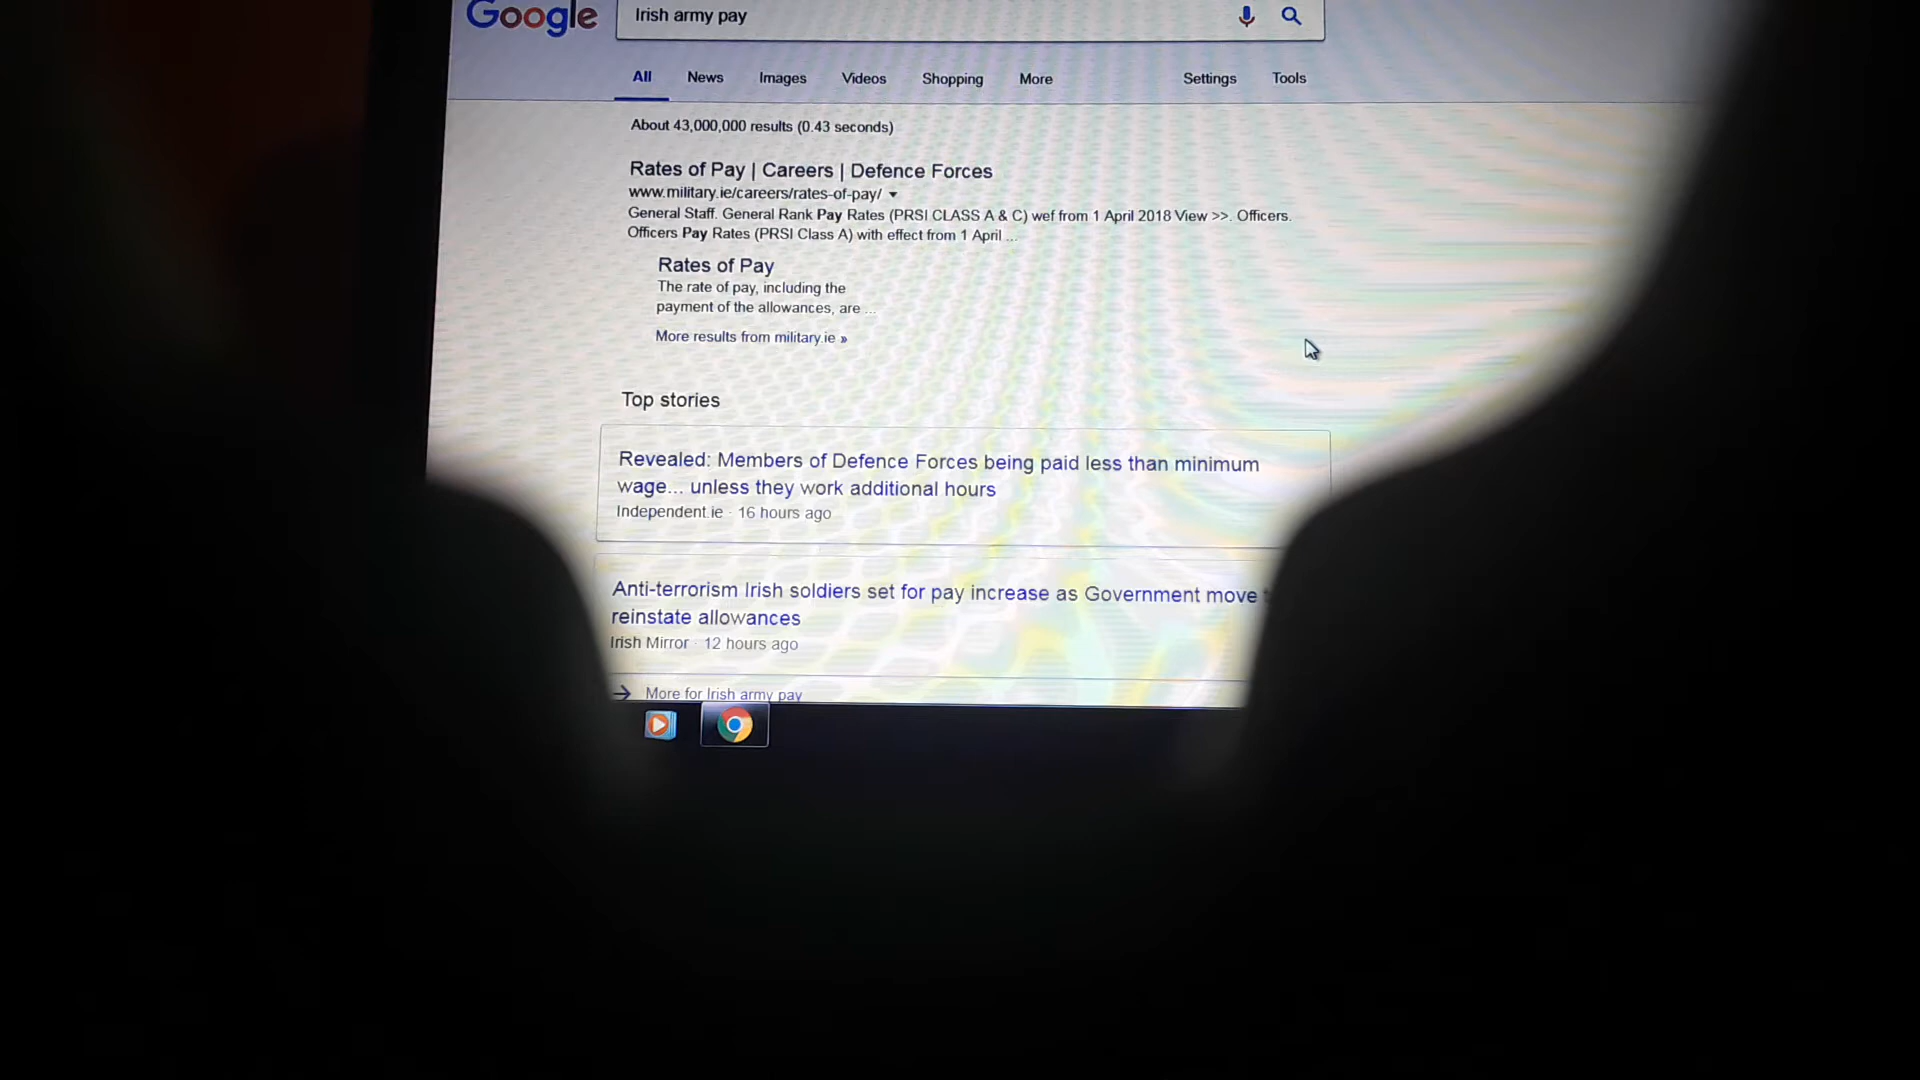 Google Irish army pay
All News Images Videos Shopping More Settings Tools
About 43,000,000 results (0.43 seconds)
Rates of Pay | Careers | Defence Forces
www.military.ie/careers/rates-of-pay/
General Staff. General Rank Pay Rates (PRSI CLASS A & C) wef from 1 April 2018 View >>. Officers.
Officers Pay Rates (PRSI Class A) with effect from 1 April ...
Rates of Pay
The rate of pay, including the
payment of the allowances, are ...
More results from military.ie »
Top stories
Revealed: Members of Defence Forces being paid less than minimum
wage... unless they work additional hours
Independent.ie · 16 hours ago
Anti-terrorism Irish soldiers set for pay increase as Government move
reinstate allowances
Irish Mirror · 12 hours ago
More for Irish army pay